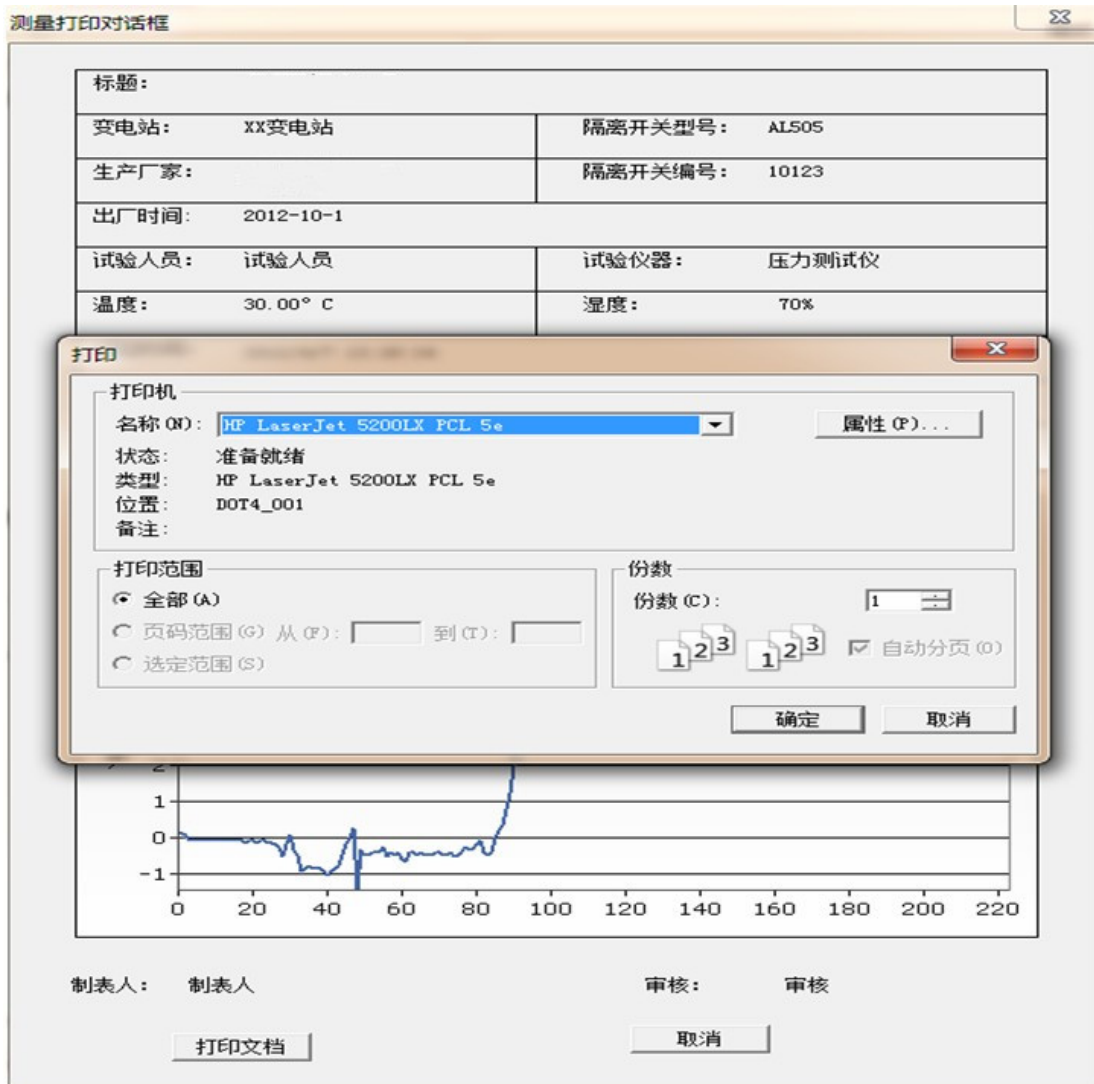 测量打印对话框
标题:
变电站: XX变电站 隔离开关型号: AL505
生产厂家: 隔离开关编号: 10123
出厂时间: 2012-10-1
试验人员: 试验人员 试验仪器: 压力测试仪
温度: 30.00° C 湿度: 70%
打印
打印机
名称(N): HP LaserJet 5200LX PCL 5e 属性(P)...
状态: 准备就绪
类型: HP LaserJet 5200LX PCL 5e
位置: DOT4_001
备注:
打印范围 份数
全部(A) 份数(C): 1
页码范围(G) 从(F): 到(T):
123 123 自动分页(O)
选定范围(S)
确定 取消
2
1
0
-1
0 20 40 60 80 100 120 140 160 180 200 220
制表人: 制表人 审核: 审核
打印文档 取消